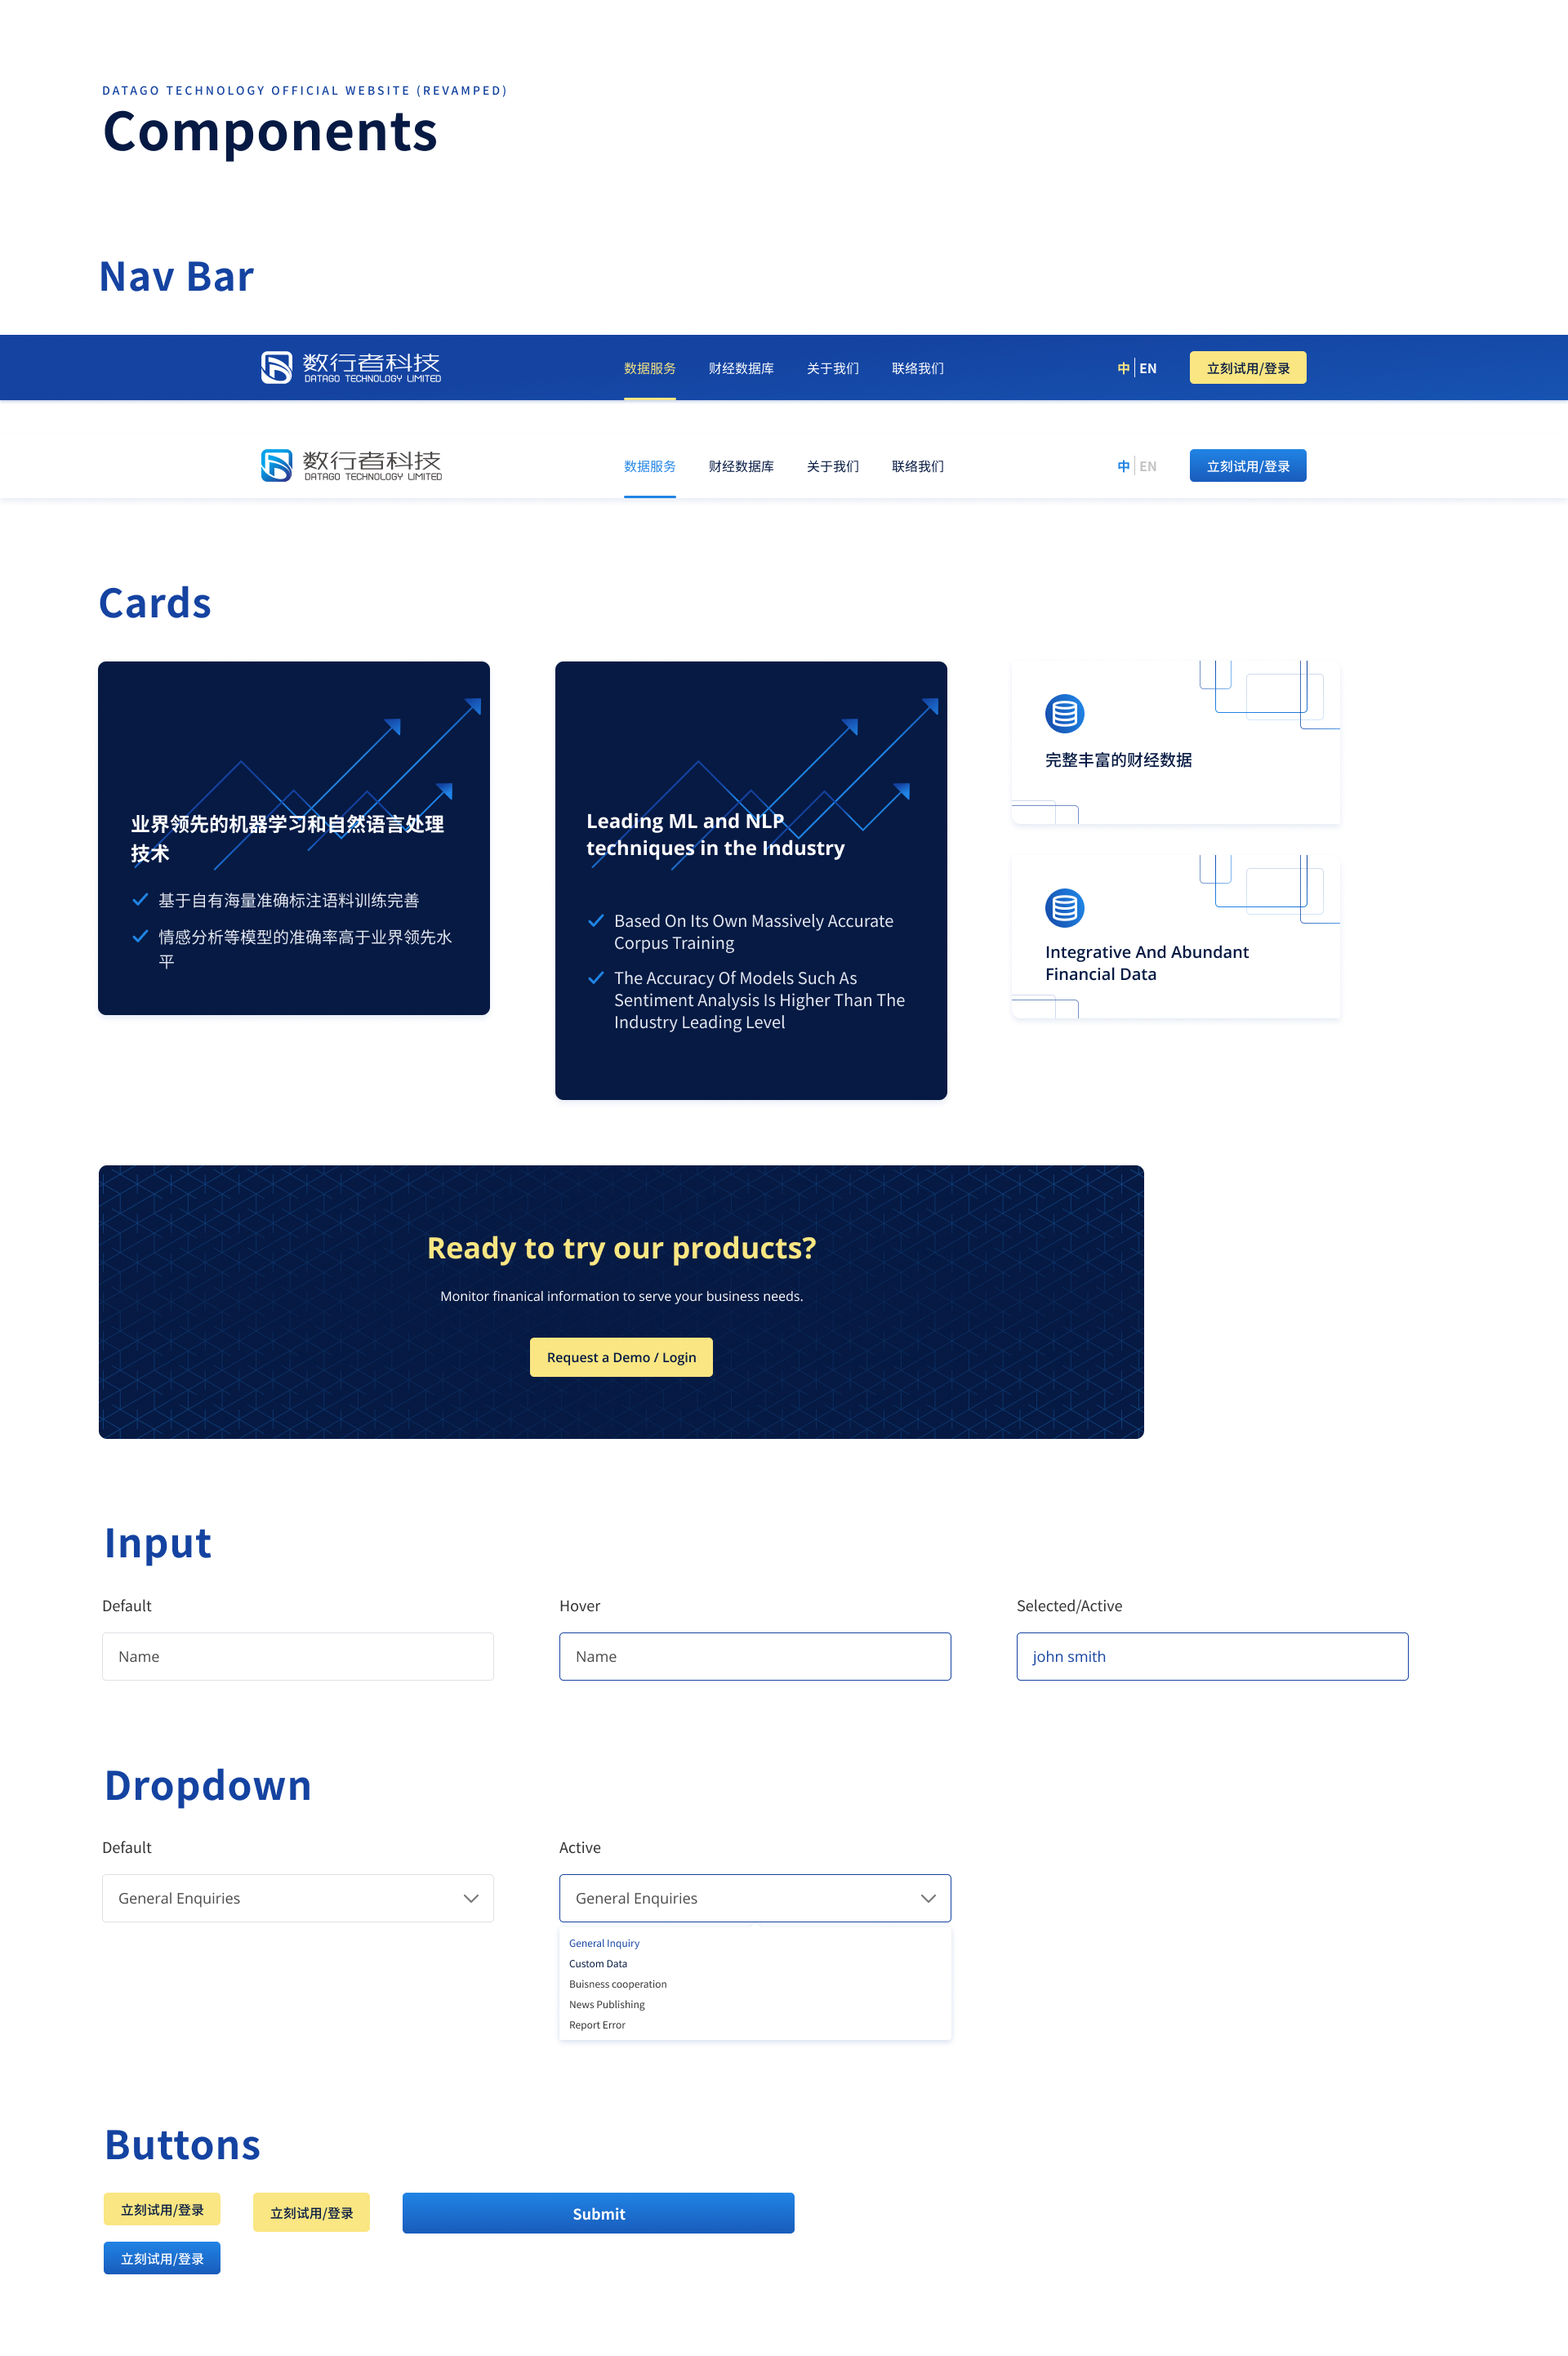 DATAGO TECHNOLOGY OFFICIAL WEBSITE (REVAMPED)
Components
Nav Bar
数行者科技
DATAGO TECHNOLOGY LIMITED
数据服务
财经数据库
关于我们
联络我们
中
EN
立刻试用/登录
数行者科技
DATAGO TECHNOLOGY LIMITED
数据服务
财经数据库
关于我们
联络我们
中
EN
立刻试用/登录
Cards
业界领先的机器学习和自然语言处理
技术
基于自有海量准确标注语料训练完善
情感分析等模型的准确率高于业界领先水
平
Leading ML and NLP
techniques in the Industry
Based On Its Own Massively Accurate
Corpus Training
The Accuracy Of Models Such As
Sentiment Analysis Is Higher Than The
Industry Leading Level
完整丰富的财经数据
Integrative And Abundant
Financial Data
Ready to try our products?
Monitor finanical information to serve your business needs.
Request a Demo / Login
Input
Default
Hover
Selected/Active
Name
Name
john smith
Dropdown
Default
Active
General Enquiries
General Enquiries
General Inquiry
Custom Data
Buisness cooperation
News Publishing
Report Error
Buttons
立刻试用/登录
立刻试用/登录
Submit
立刻试用/登录